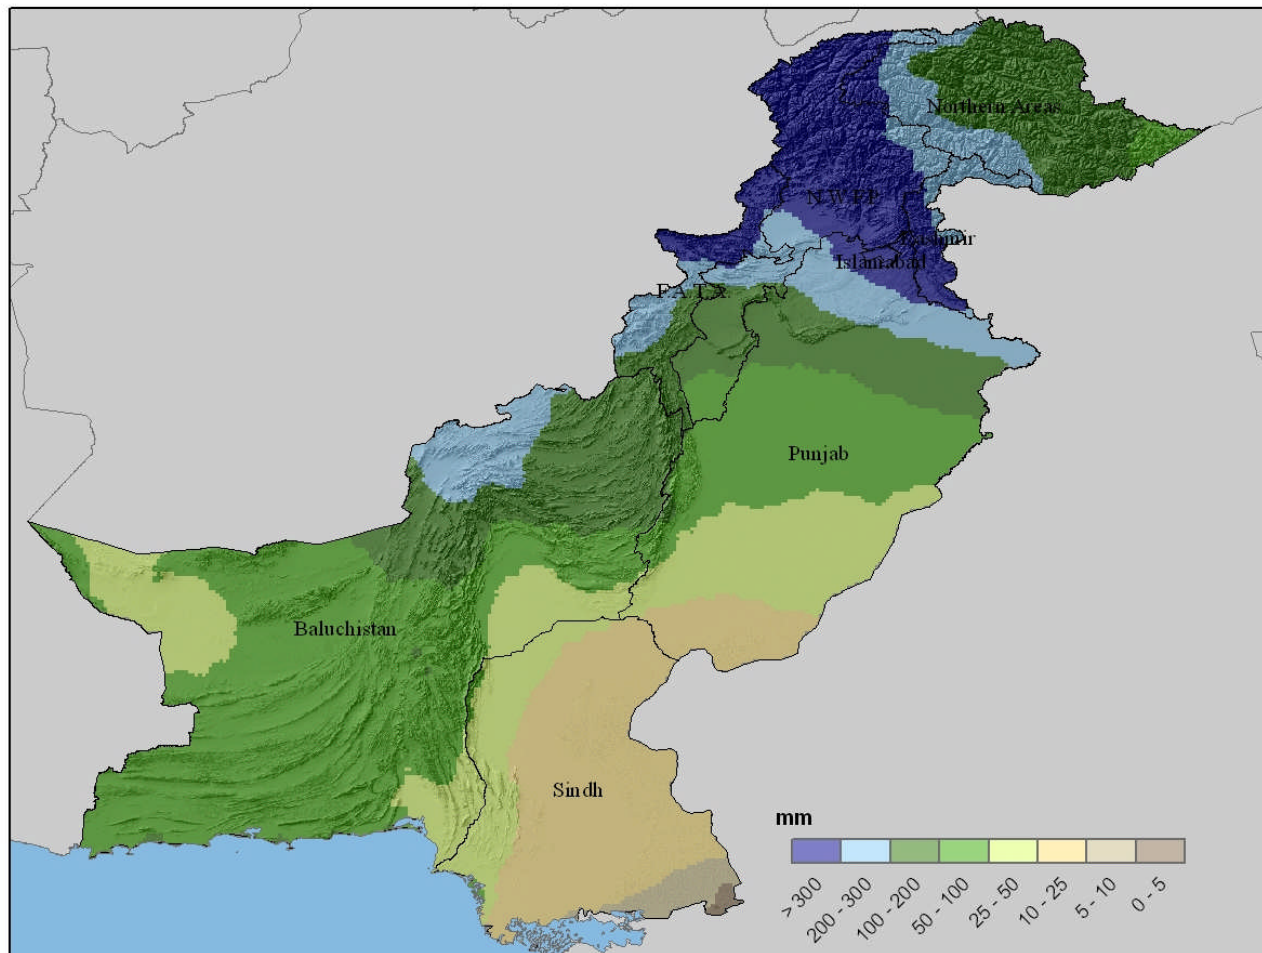 Northern Areas
N.W.F.P.
Kashmir
Islamabad
F.A.T.A.
Punjab
Baluchistan
Sindh
mm
> 300
200 - 300
100 - 200
50 - 100
25 - 50
10 - 25
5 - 10
0 - 5